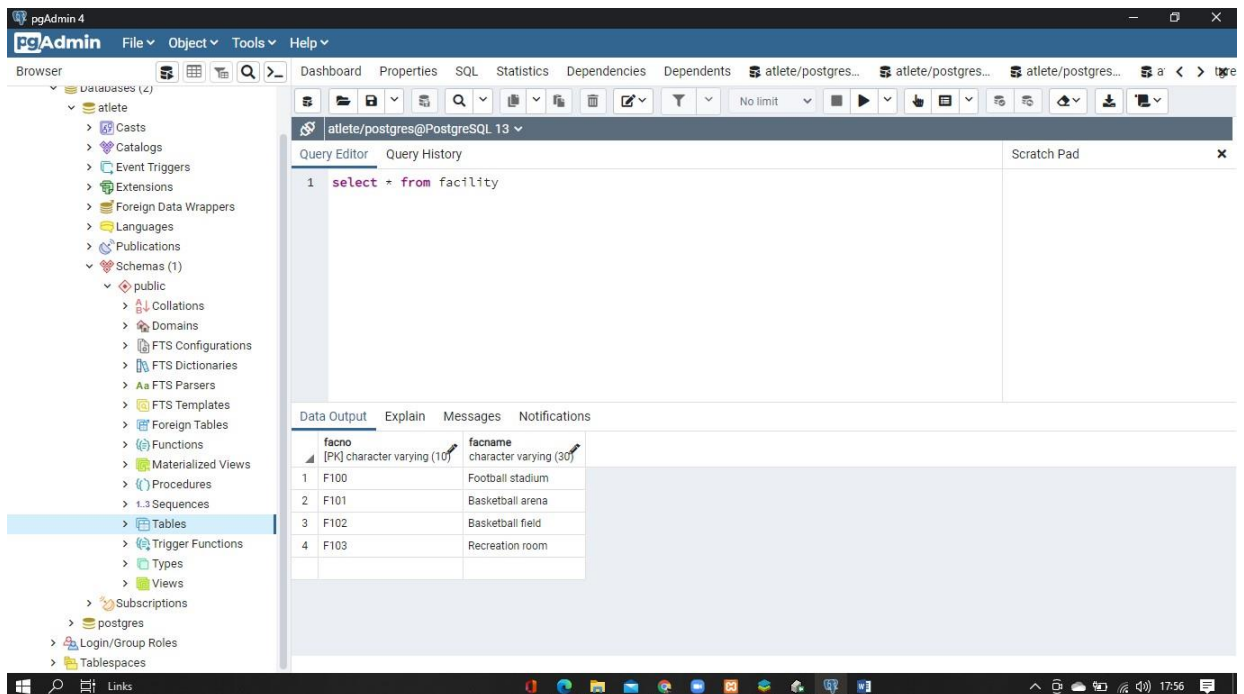 pgAdmin 4
pgAdmin File Object Tools Help
Browser
Dashboard Properties SQL Statistics Dependencies Dependents atlete/postgres... atlete/postgres... atlete/postgres...
Databases (2)
atlete
Casts
Catalogs
Event Triggers
Extensions
Foreign Data Wrappers
Languages
Publications
Schemas (1)
public
Collations
Domains
FTS Configurations
FTS Dictionaries
Aa FTS Parsers
FTS Templates
Foreign Tables
Functions
Materialized Views
Procedures
1..3 Sequences
Tables
Trigger Functions
Types
Views
Subscriptions
postgres
Login/Group Roles
Tablespaces
No limit
atlete/postgres@PostgreSQL 13
Query Editor Query History
Scratch Pad
1 select * from facility
Data Output Explain Messages Notifications
facno facname
[PK] character varying (10) character varying (30)
1 F100 Football stadium
2 F101 Basketball arena
3 F102 Basketball field
4 F103 Recreation room
Links
17:56